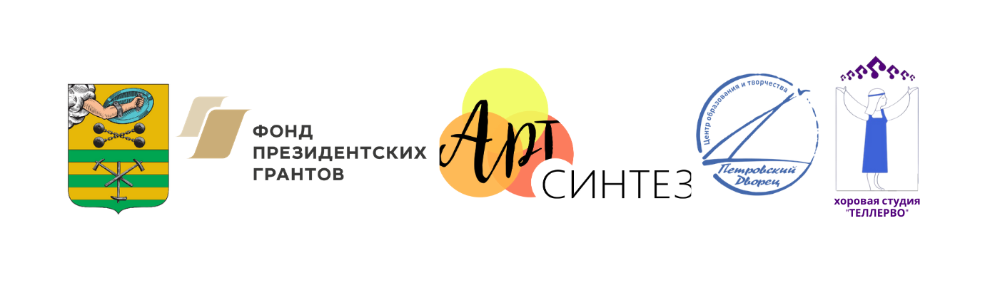 ФОНД
ПРЕЗИДЕНТСКИХ
ГРАНТОВ
Арт
СИНТЕЗ
Центр образования и творчества
Петровский
Дворец
хоровая студия
"ТЕЛЛЕРВО"